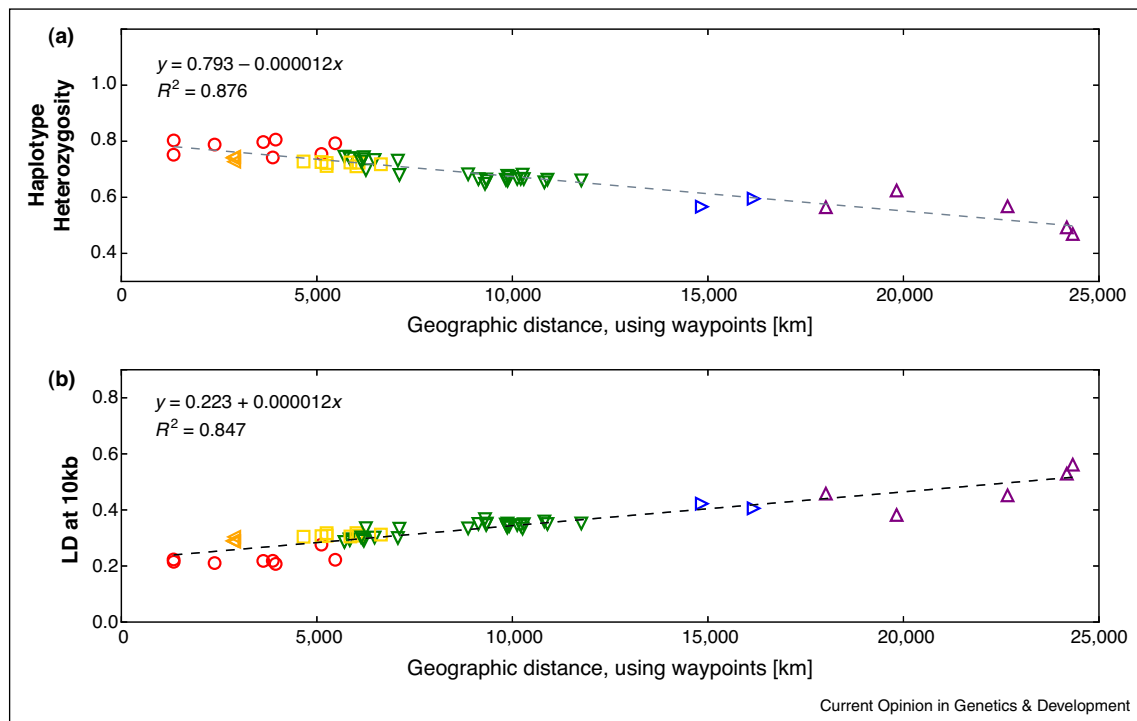 (a)
y = 0.793 – 0.000012x
R² = 0.876
Haplotype
Heterozygosity
1.0
0.8
0.6
0.4
0 5,000 10,000 15,000 20,000 25,000
Geographic distance, using waypoints [km]
(b)
y = 0.223 + 0.000012x
R² = 0.847
LD at 10kb
0.8
0.6
0.4
0.2
0.0
0 5,000 10,000 15,000 20,000 25,000
Geographic distance, using waypoints [km]
Current Opinion in Genetics & Development